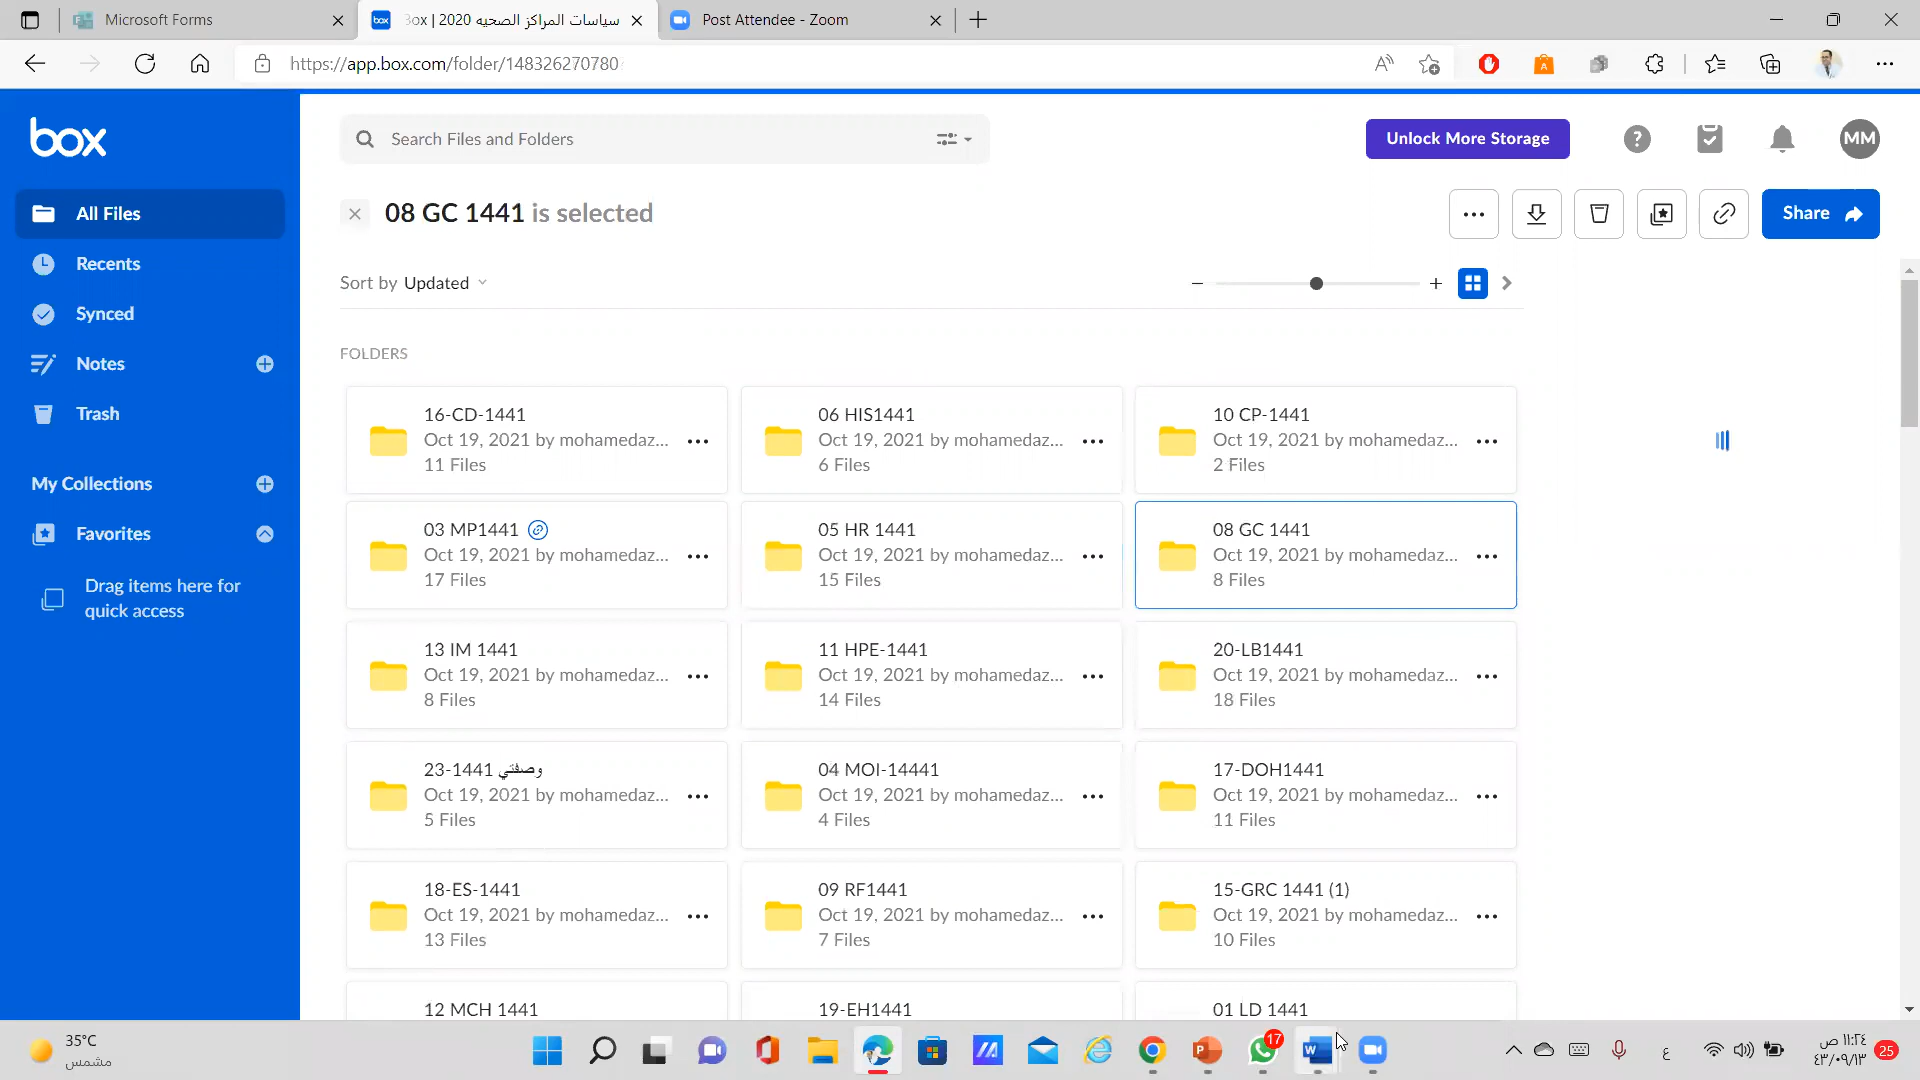 Microsoft Forms
سياسات المراكز الصحيه 2020 | Box
Post Attendee - Zoom
https://app.box.com/folder/148326270780
box
Search Files and Folders
Unlock More Storage
MM
All Files
Recents
Synced
Notes
Trash
My Collections
Favorites
Drag items here for
quick access
08 GC 1441 is selected
Share
Sort by Updated
FOLDERS
16-CD-1441
Oct 19, 2021 by mohamedaz...
11 Files
06 HIS1441
Oct 19, 2021 by mohamedaz...
6 Files
10 CP-1441
Oct 19, 2021 by mohamedaz...
2 Files
03 MP1441
Oct 19, 2021 by mohamedaz...
17 Files
05 HR 1441
Oct 19, 2021 by mohamedaz...
15 Files
08 GC 1441
Oct 19, 2021 by mohamedaz...
8 Files
13 IM 1441
Oct 19, 2021 by mohamedaz...
8 Files
11 HPE-1441
Oct 19, 2021 by mohamedaz...
14 Files
20-LB1441
Oct 19, 2021 by mohamedaz...
18 Files
23-1441 وصفتي
Oct 19, 2021 by mohamedaz...
5 Files
04 MOI-14441
Oct 19, 2021 by mohamedaz...
4 Files
17-DOH1441
Oct 19, 2021 by mohamedaz...
11 Files
18-ES-1441
Oct 19, 2021 by mohamedaz...
13 Files
09 RF1441
Oct 19, 2021 by mohamedaz...
7 Files
15-GRC 1441 (1)
Oct 19, 2021 by mohamedaz...
10 Files
12 MCH 1441
19-EH1441
01 LD 1441
35°C
مشمس
17
ع
١١:٢٤ ص
٤٣/٠٩/١٣
25